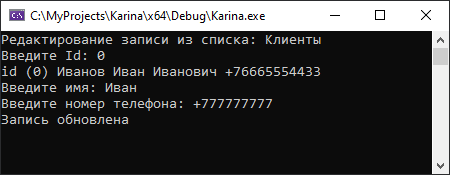 C:\MyProjects\Karina\x64\Debug\Karina.exe
Редактирование записи из списка: Клиенты
Введите Id: 0
id (0) Иванов Иван Иванович +76665554433
Введите имя: Иван
Введите номер телефона: +777777777
Запись обновлена